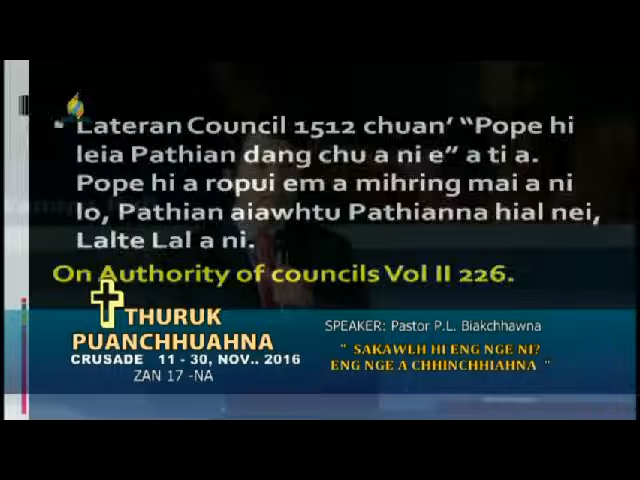 Lateran Council 1512 chuan' “Pope hi
leia Pathian dang chu a ni e” a ti a.
Pope hi a ropui em a mihring mai a ni
lo, Pathian aiawhtu Pathianna hial nei,
Lalte Lal a ni.
On Authority of councils Vol II 226.
THURUK
PUANCHHUAHNA
CRUSADE 11 - 30, NOV.. 2016
ZAN 17 -NA
SPEAKER: Pastor P.L. Biakchhawna
" SAKAWLH HI ENG NGE NI?
ENG NGE A CHHINCHHIAHNA "